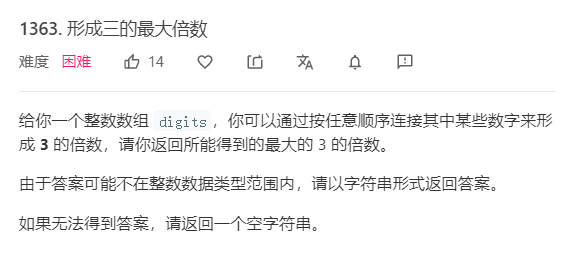 1363. 形成三的最大倍数
难度 困难 14
给你一个整数数组 digits，你可以通过按任意顺序连接其中某些数字来形
成 3 的倍数，请你返回所能得到的最大的 3 的倍数。
由于答案可能不在整数数据类型范围内，请以字符串形式返回答案。
如果无法得到答案，请返回一个空字符串。